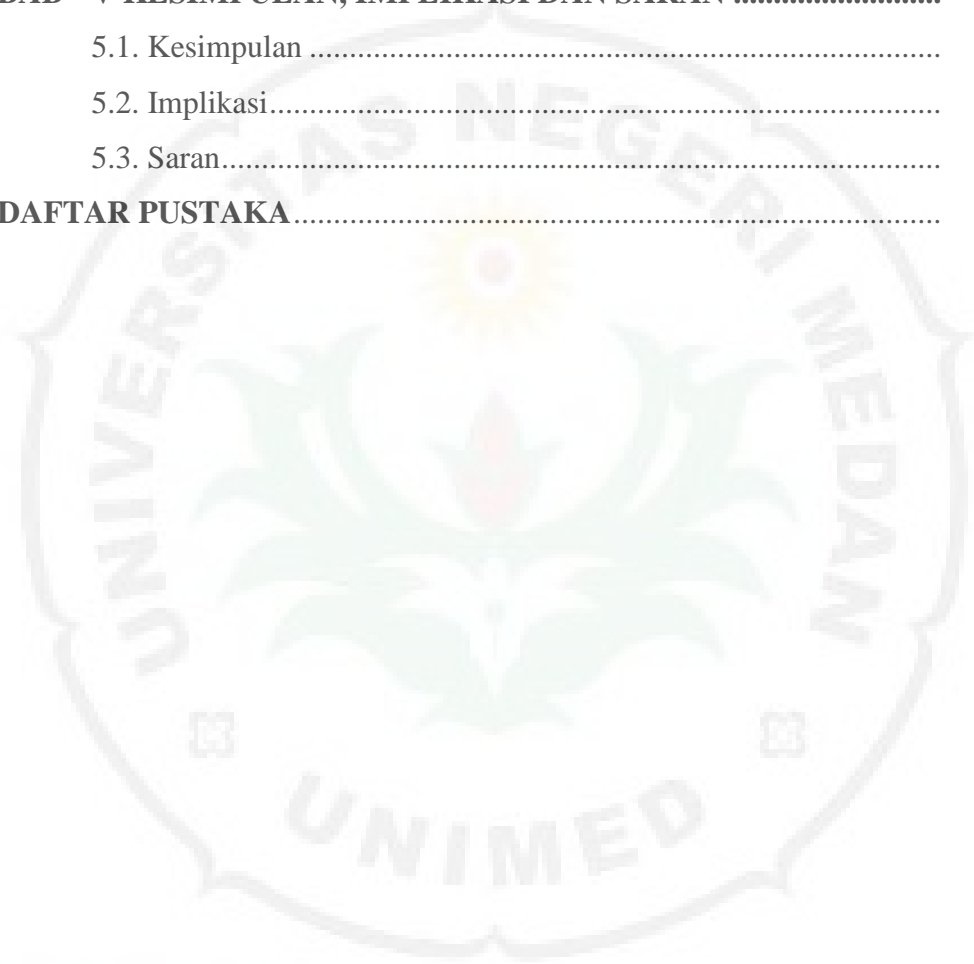 BAB V KESIMPULAN, IMPLIKASI DAN SARAN ..........................
5.1. Kesimpulan ...............................................................................
5.2. Implikasi....................................................................................
5.3. Saran..........................................................................................
DAFTAR PUSTAKA.................................................................................
UNIVERSITAS NEGERI MEDAN
UNIMED